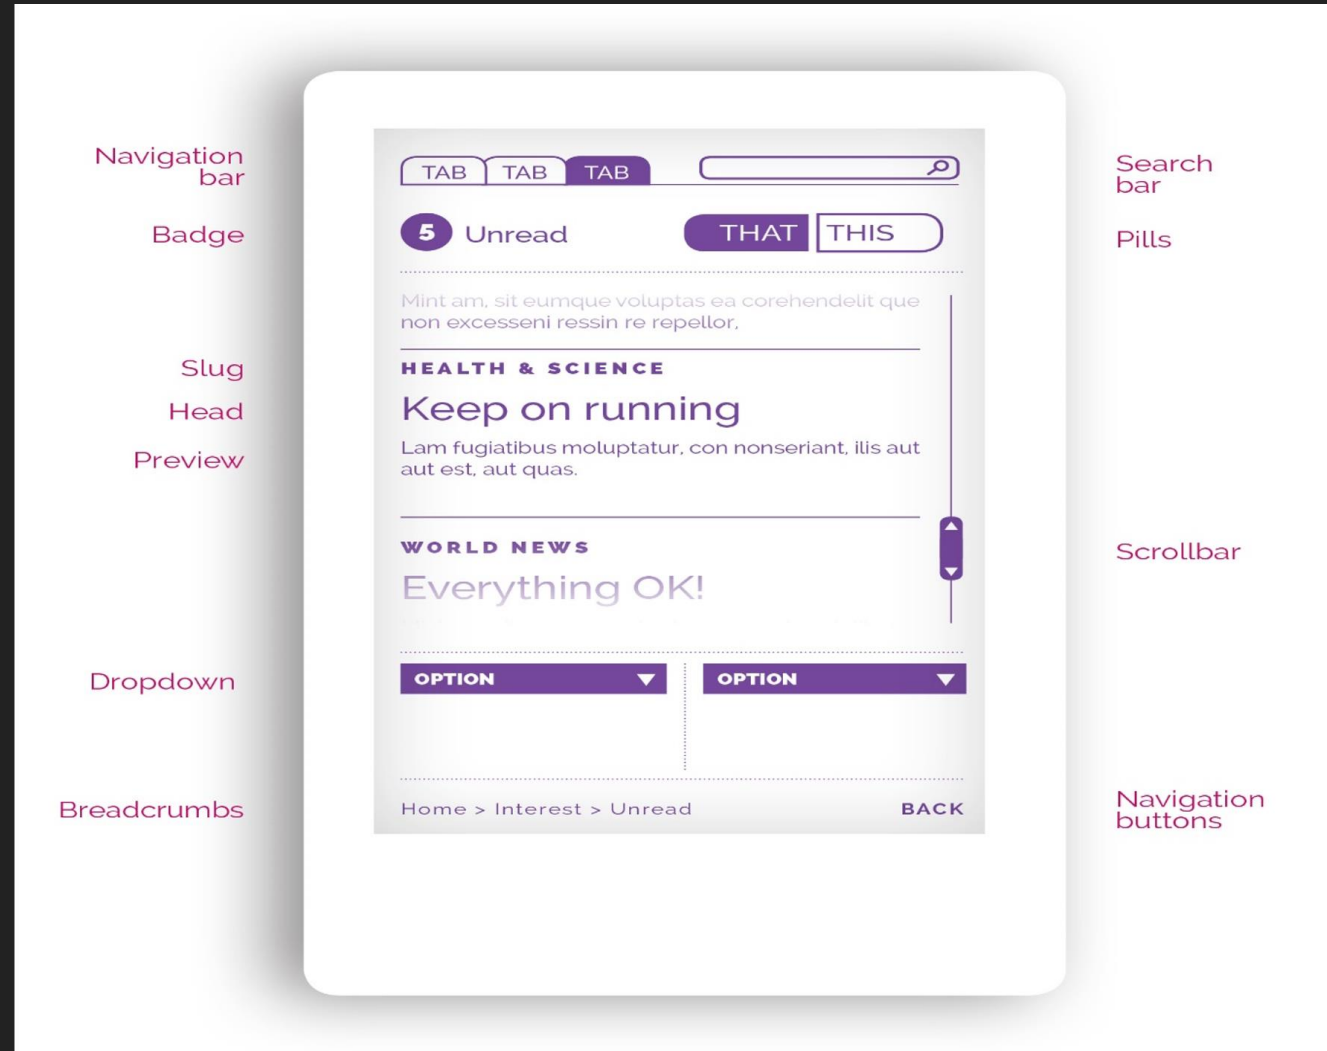 Navigation
bar
TAB TAB TAB
Search
bar
Badge
5 Unread
THAT THIS
Pills
Mint am, sit eumque voluptas ea corehendelit que
non excesseni ressin re repellor,
Slug
HEALTH & SCIENCE
Head
Keep on running
Preview
Lam fugiatibus moluptatur, con nonseriant, ilis aut
aut est, aut quas.
WORLD NEWS
Scrollbar
Everything OK!
Dropdown
OPTION
OPTION
Breadcrumbs
Home > Interest > Unread
BACK
Navigation
buttons